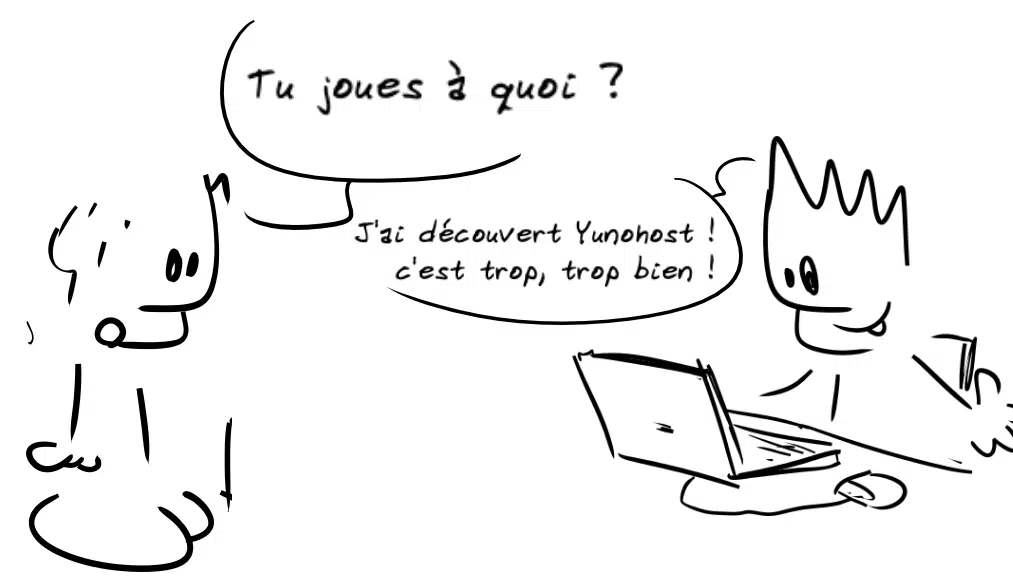 Tu joues à quoi ?
J'ai découvert Yunohost !
c'est trop, trop bien !